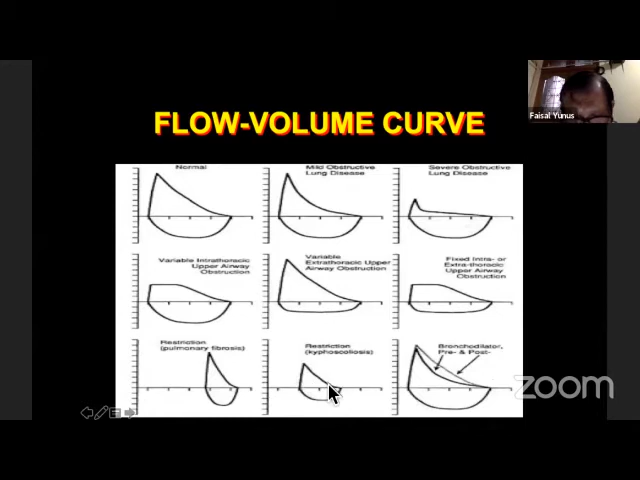 Faisal Yunus
FLOW-VOLUME CURVE
Normal
Mild Obstructive
Lung Disease
Severe Obstructive
Lung Disease
Variable Intrathoracic
Upper Airway
Obstruction
Variable
Extrathoracic Upper
Airway Obstruction
Fixed Intra- or
Extra-thoracic
Upper Airway
Obstruction
Restriction
(pulmonary fibrosis)
Restriction
(kyphoscoliosis)
Bronchodilator,
Pre- & Post-
zoom